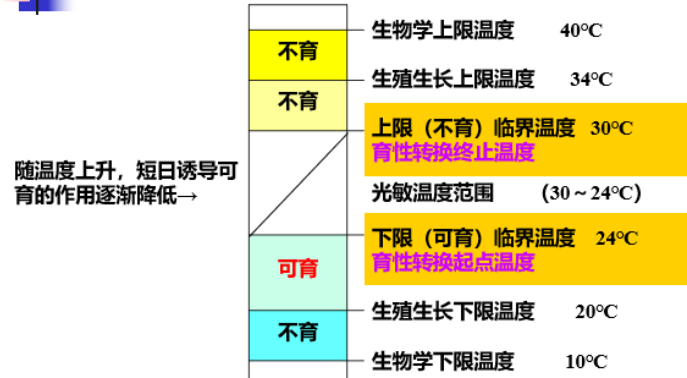 生物学上限温度 40℃
不育
生殖生长上限温度 34℃
不育
上限（不育）临界温度 30℃
育性转换终止温度
随温度上升，短日诱导可
育的作用逐渐降低→
光敏温度范围 （30～24℃）
下限（可育）临界温度 24℃
育性转换起点温度
可育
生殖生长下限温度 20℃
不育
生物学下限温度 10℃